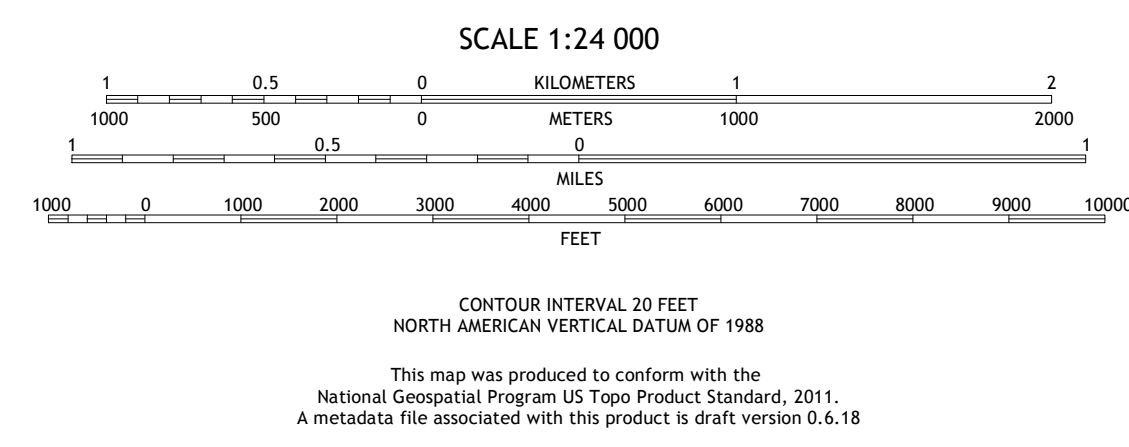 SCALE 1:24 000
1 0.5 0 KILOMETERS 1 2
1000 500 0 METERS 1000 2000
1 0.5 0 1
MILES
1000 0 1000 2000 3000 4000 5000 6000 7000 8000 9000 10000
FEET
CONTOUR INTERVAL 20 FEET
NORTH AMERICAN VERTICAL DATUM OF 1988
This map was produced to conform with the
National Geospatial Program US Topo Product Standard, 2011.
A metadata file associated with this product is draft version 0.6.18